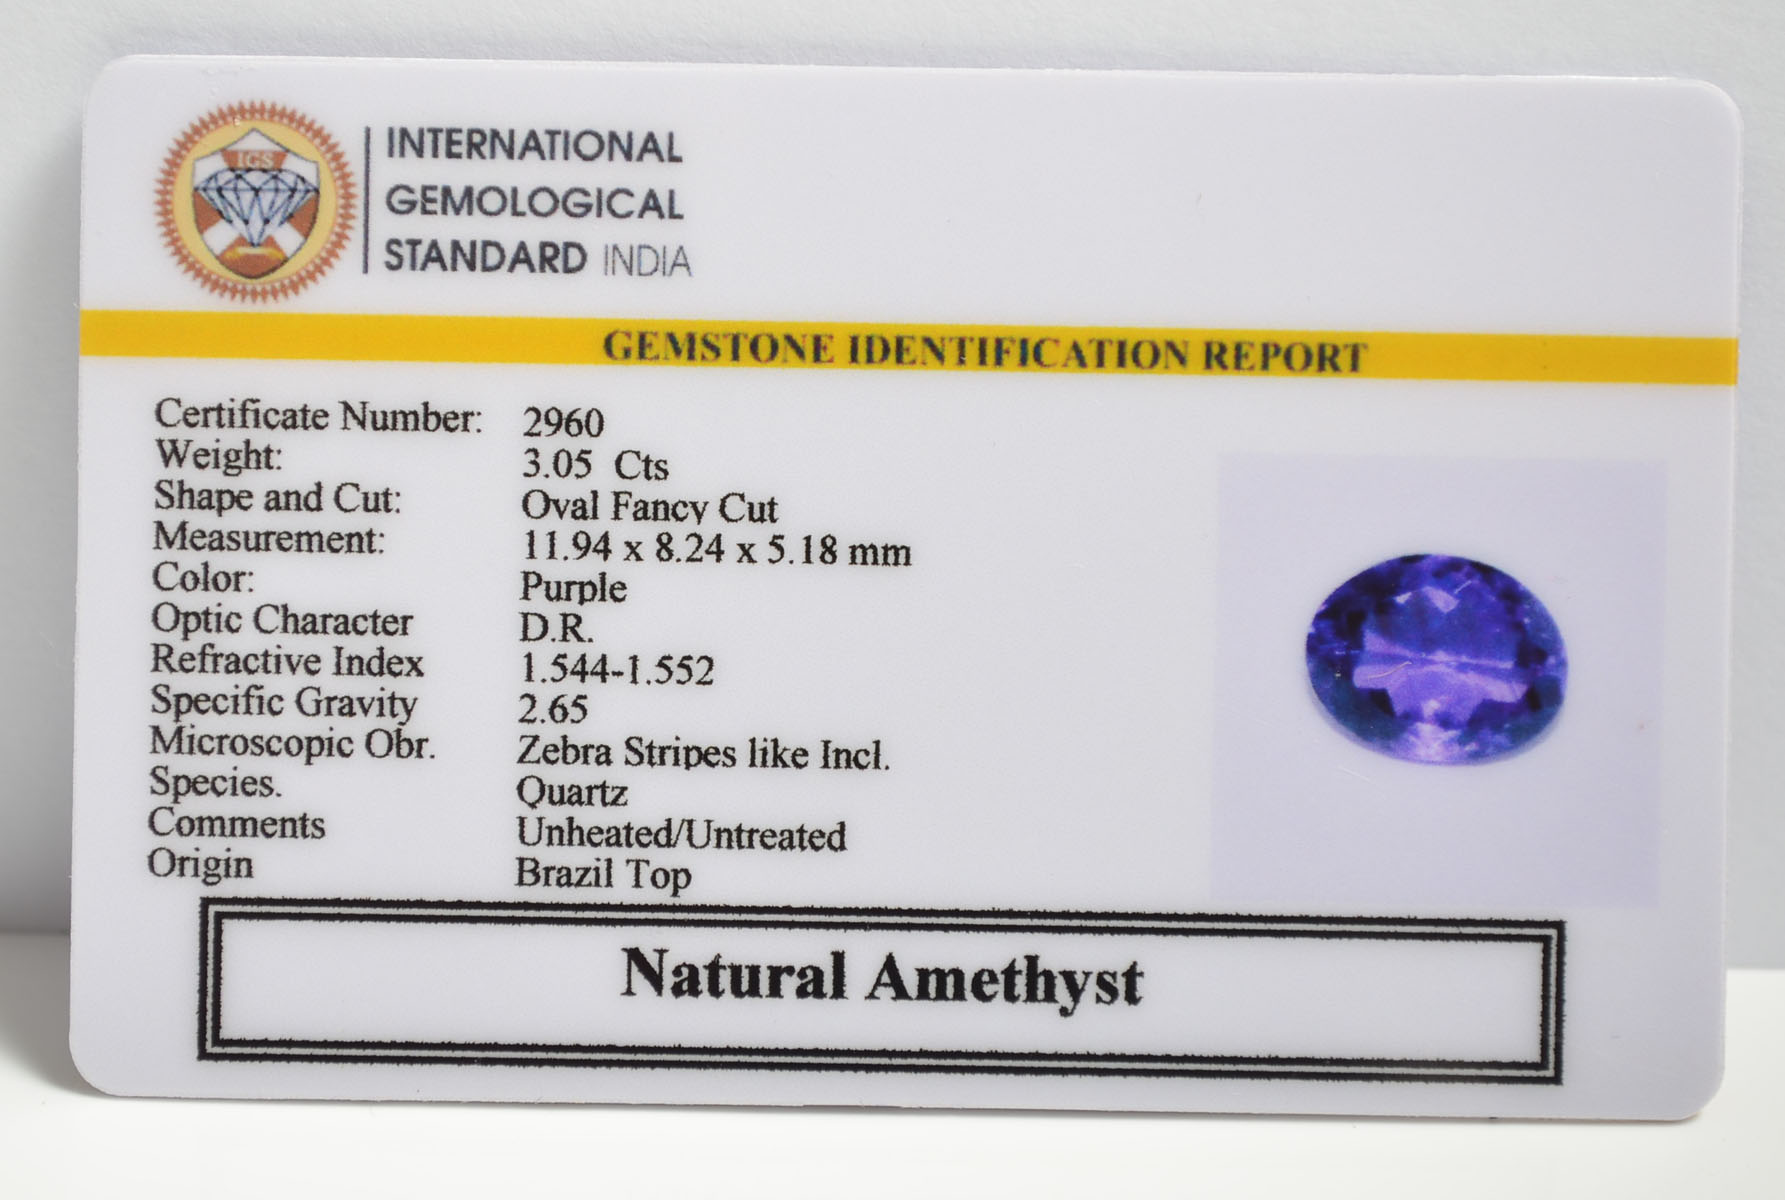 IGS
INTERNATIONAL
GEMOLOGICAL
STANDARD INDIA
GEMSTONE IDENTIFICATION REPORT
Certificate Number: 2960
Weight: 3.05 Cts
Shape and Cut: Oval Fancy Cut
Measurement: 11.94 x 8.24 x 5.18 mm
Color: Purple
Optic Character D.R.
Refractive Index 1.544-1.552
Specific Gravity 2.65
Microscopic Obr. Zebra Stripes like Incl.
Species. Quartz
Comments Unheated/Untreated
Origin Brazil Top
Natural Amethyst